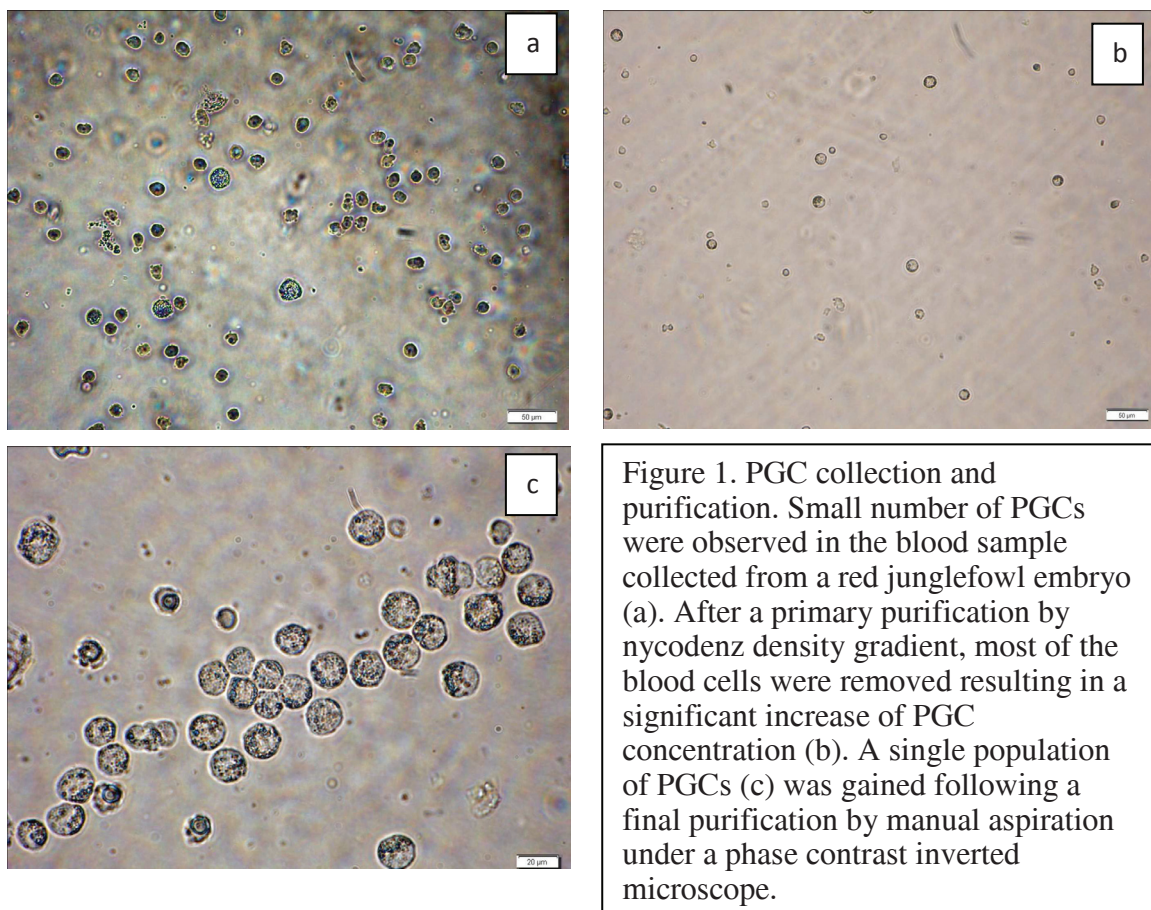 a
b
50 µm
50 µm
c
20 µm
Figure 1. PGC collection and
purification. Small number of PGCs
were observed in the blood sample
collected from a red junglefowl embryo
(a). After a primary purification by
nycodenz density gradient, most of the
blood cells were removed resulting in a
significant increase of PGC
concentration (b). A single population
of PGCs (c) was gained following a
final purification by manual aspiration
under a phase contrast inverted
microscope.